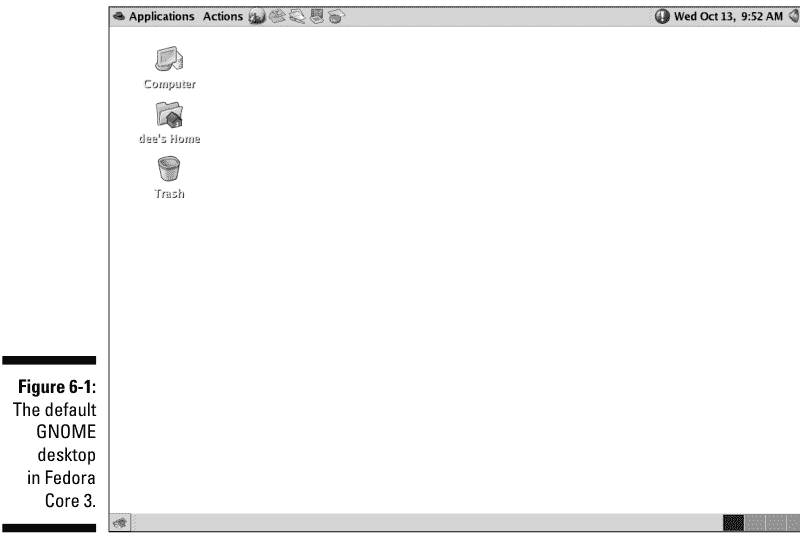 Applications Actions Wed Oct 13, 9:52 AM
Computer
dee's Home
Trash
Figure 6-1:
The default
GNOME
desktop
in Fedora
Core 3.